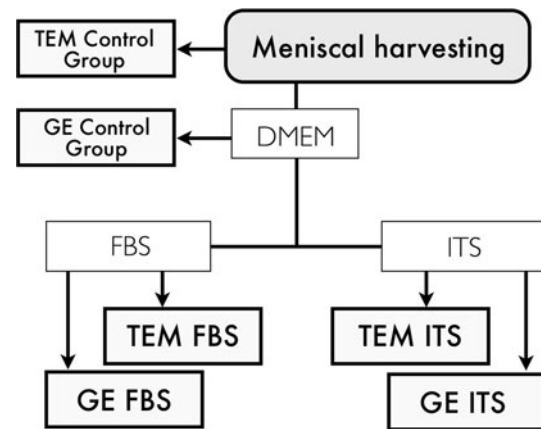 TEM Control
Group
Meniscal harvesting
GE Control
Group
DMEM
FBS
ITS
TEM FBS
TEM ITS
GE FBS
GE ITS